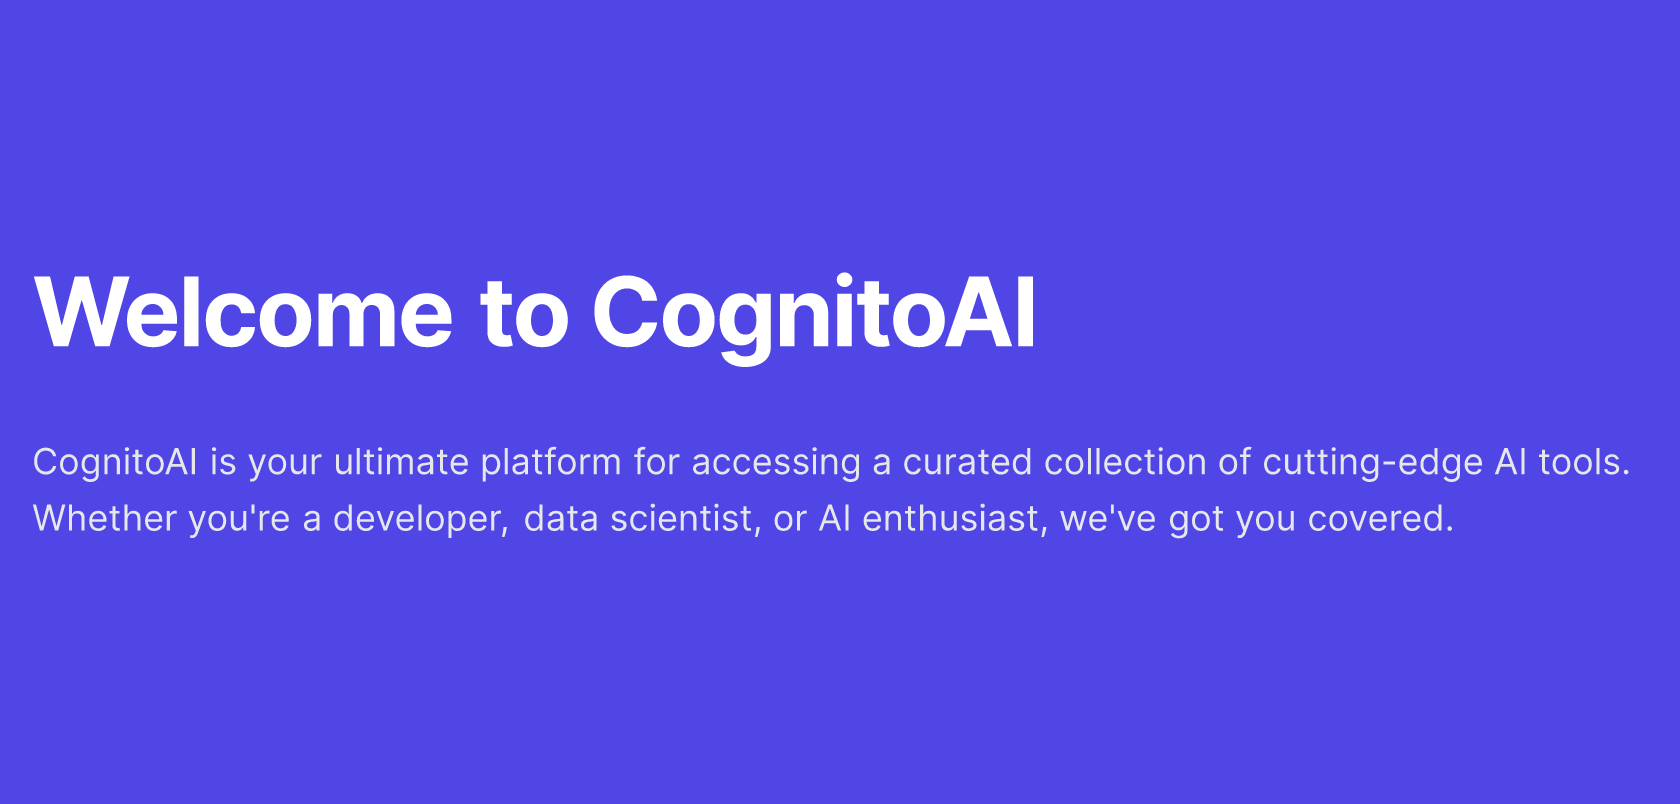 Welcome to CognitoAI
CognitoAI is your ultimate platform for accessing a curated collection of cutting-edge AI tools.
Whether you're a developer, data scientist, or AI enthusiast, we've got you covered.